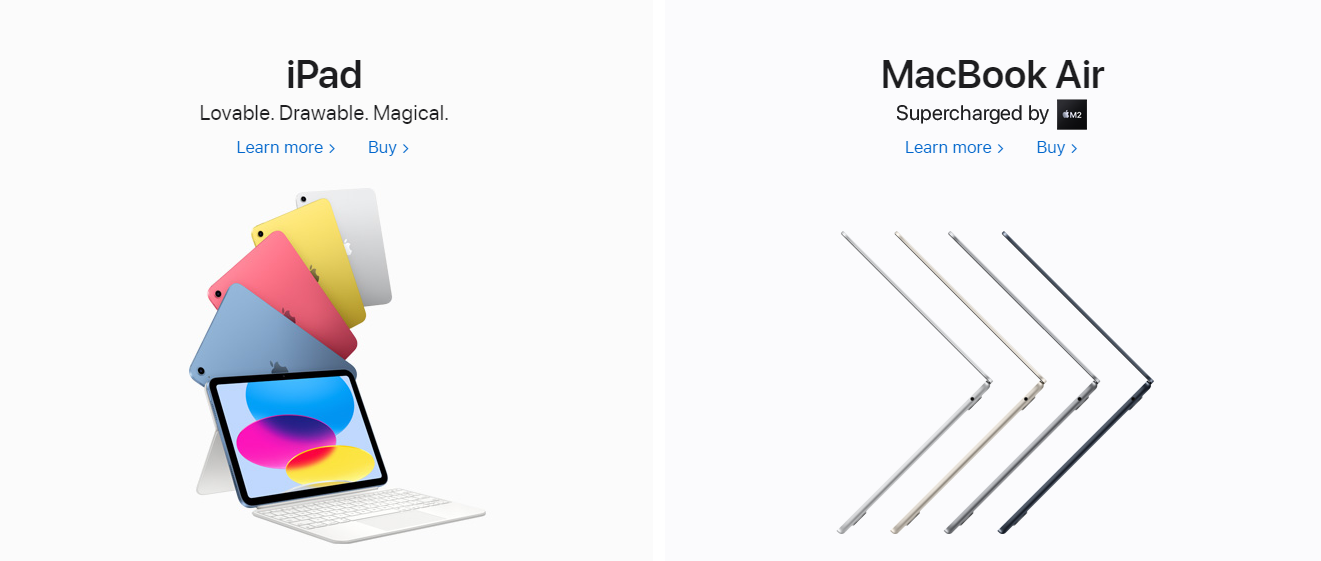 iPad
Lovable. Drawable. Magical.
Learn more >
Buy >
MacBook Air
Supercharged by M2
Learn more >
Buy >